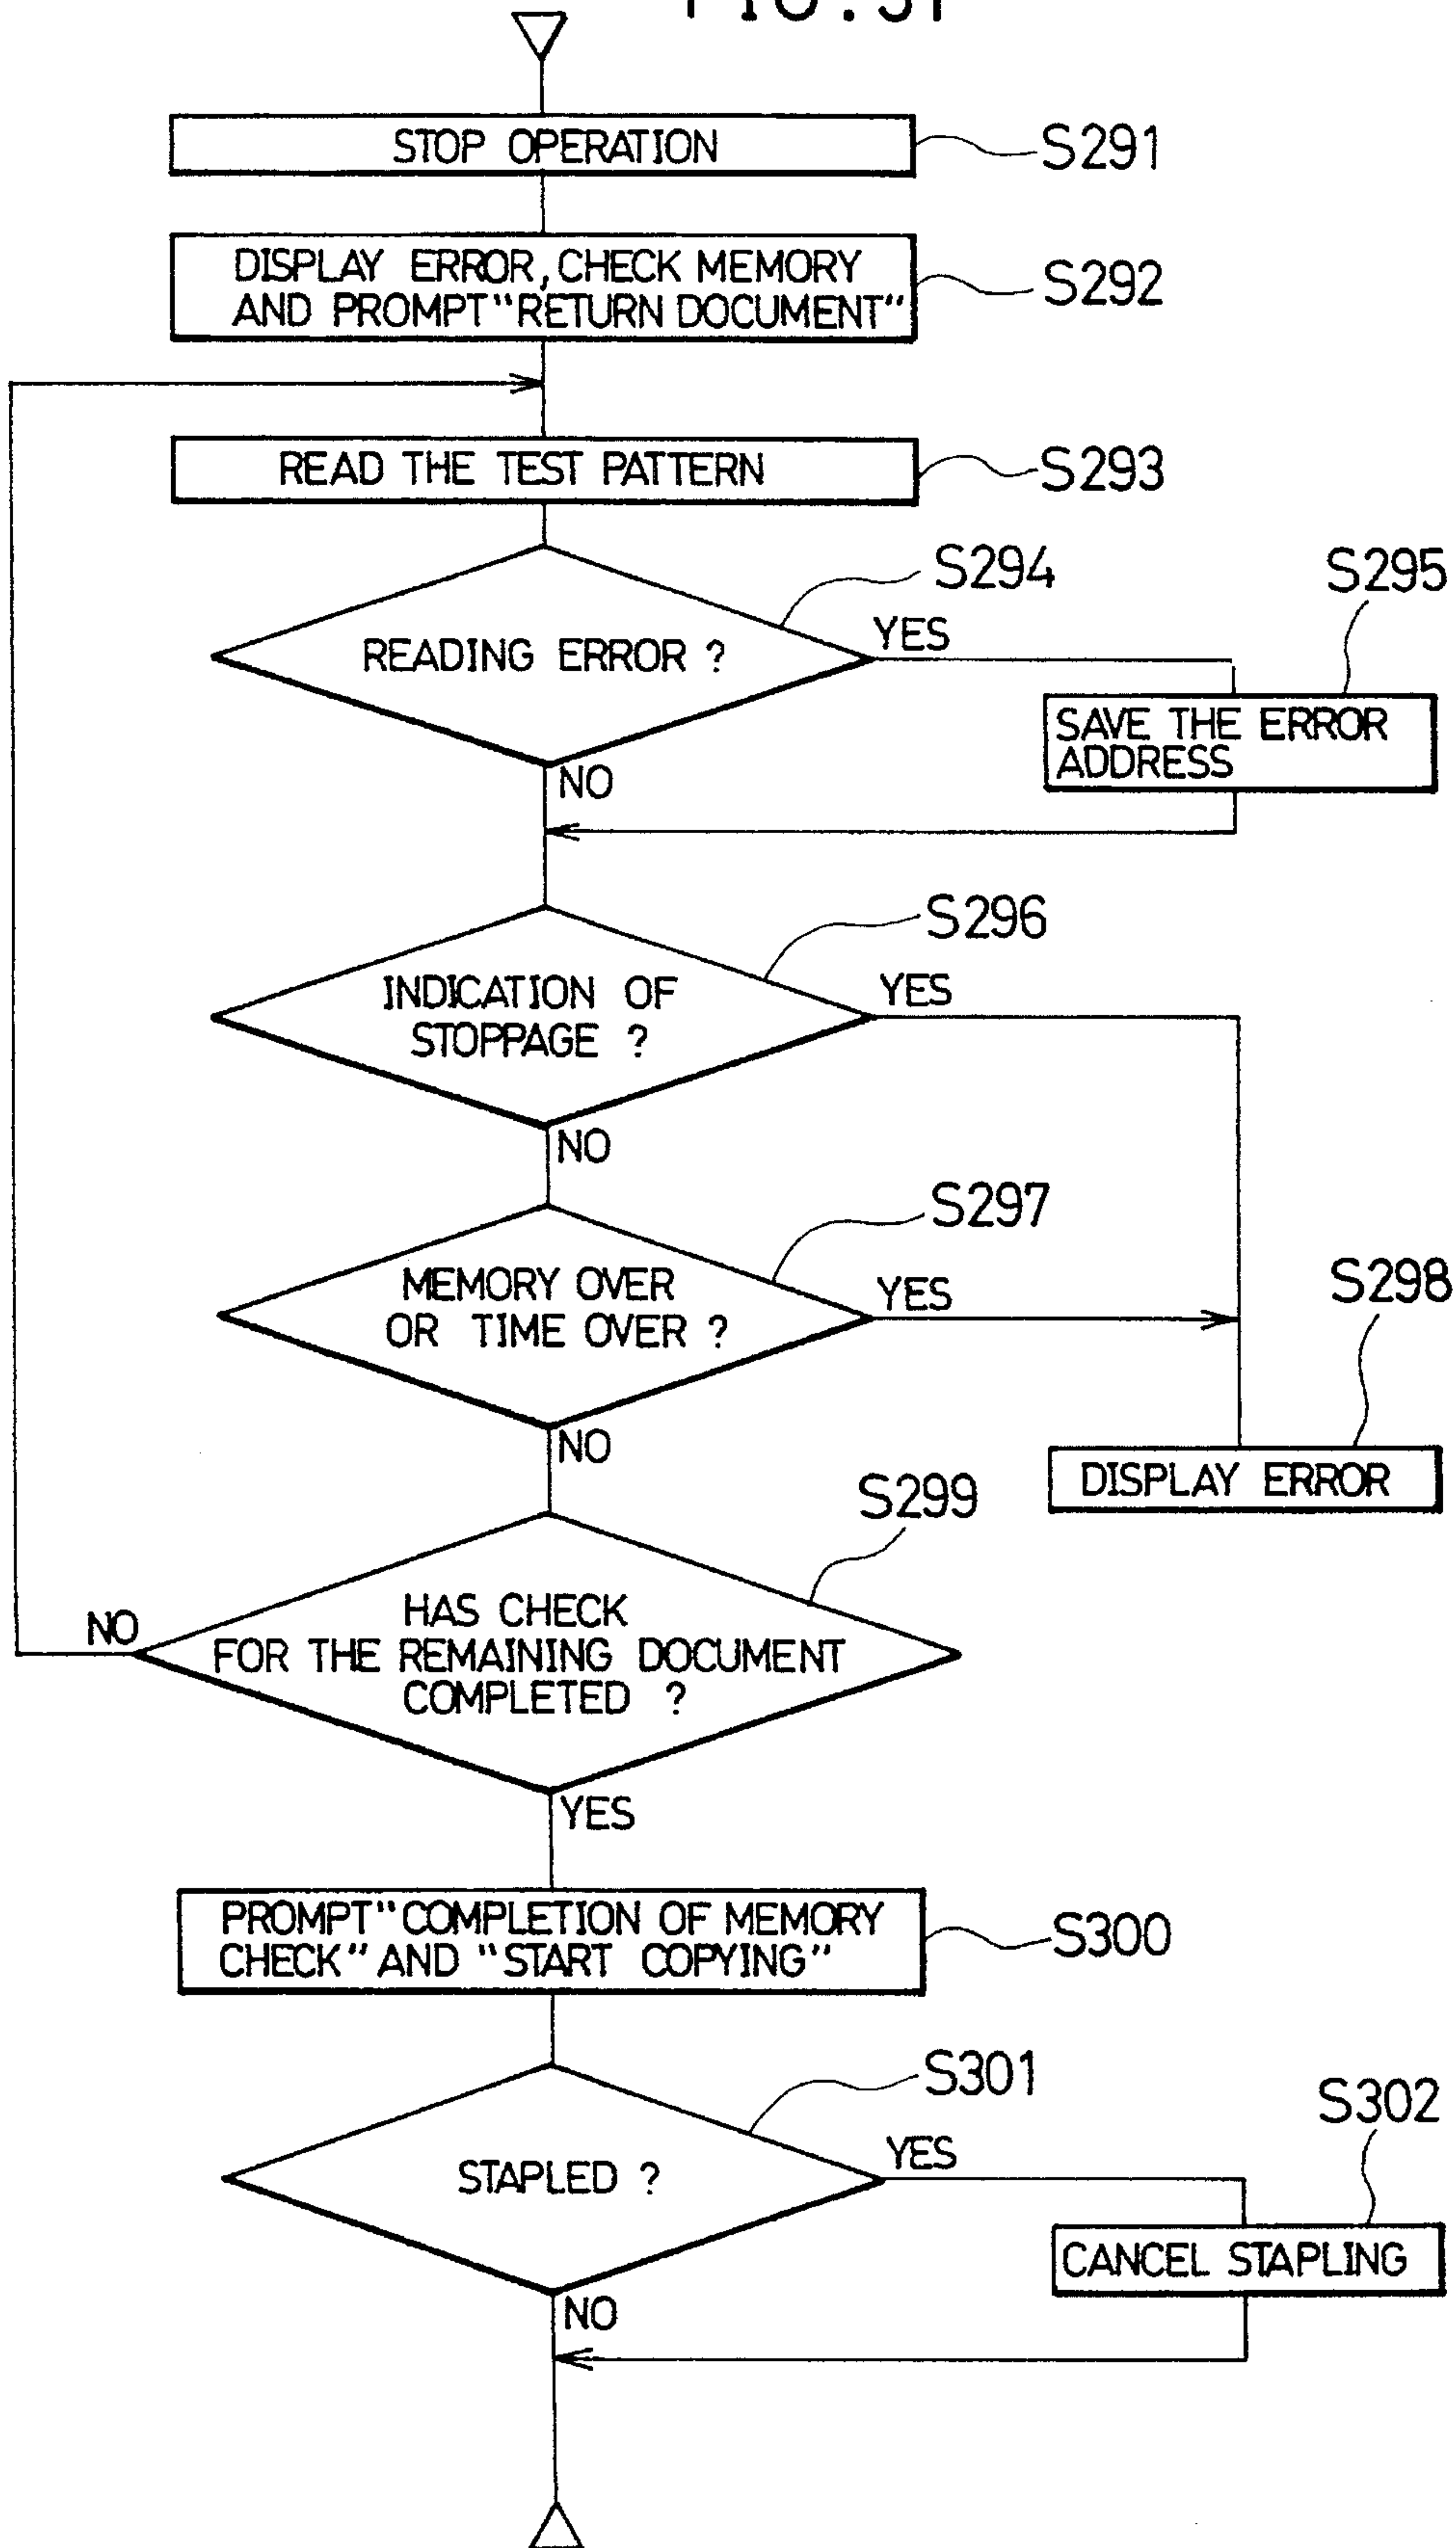 STOP OPERATION
S291
DISPLAY ERROR, CHECK MEMORY
AND PROMPT "RETURN DOCUMENT"
S292
READ THE TEST PATTERN
S293
S294
S295
READING ERROR ?
YES
SAVE THE ERROR
ADDRESS
NO
S296
INDICATION OF
STOPPAGE ?
YES
NO
S297
MEMORY OVER
OR TIME OVER ?
YES
S298
NO
DISPLAY ERROR
S299
NO
HAS CHECK
FOR THE REMAINING DOCUMENT
COMPLETED ?
YES
PROMPT "COMPLETION OF MEMORY
CHECK" AND "START COPYING"
S300
S301
S302
STAPLED ?
YES
CANCEL STAPLING
NO